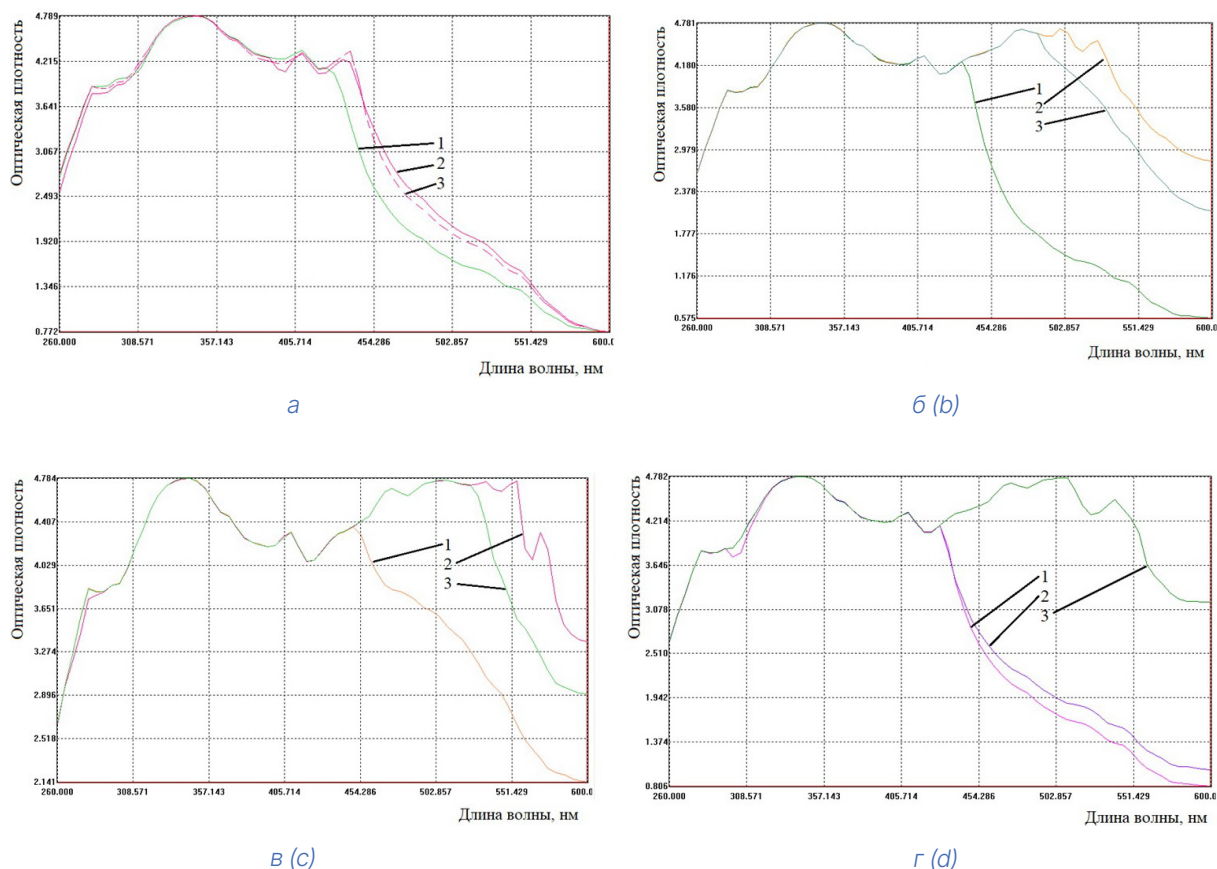 Оптическая плотность
4.789
4.215
3.641
3.067
2.493
1.920
1.346
0.772
1
2
3
260.000 308.571 357.143 405.714 454.286 502.857 551.429 600.0
Длина волны, нм
а
Оптическая плотность
4.781
4.180
3.580
2.979
2.378
1.777
1.176
0.575
1
2
3
260.000 308.571 357.143 405.714 454.286 502.857 551.429 600.0
Длина волны, нм
б (b)
Оптическая плотность
4.784
4.407
4.029
3.651
3.274
2.896
2.518
2.141
1
2
3
260.000 308.571 357.143 405.714 454.286 502.857 551.429 600.0
Длина волны, нм
в (c)
Оптическая плотность
4.782
4.214
3.646
3.078
2.510
1.942
1.374
0.806
1
2
3
260.000 308.571 357.143 405.714 454.286 502.857 551.429 600.0
Длина волны, нм
г (d)